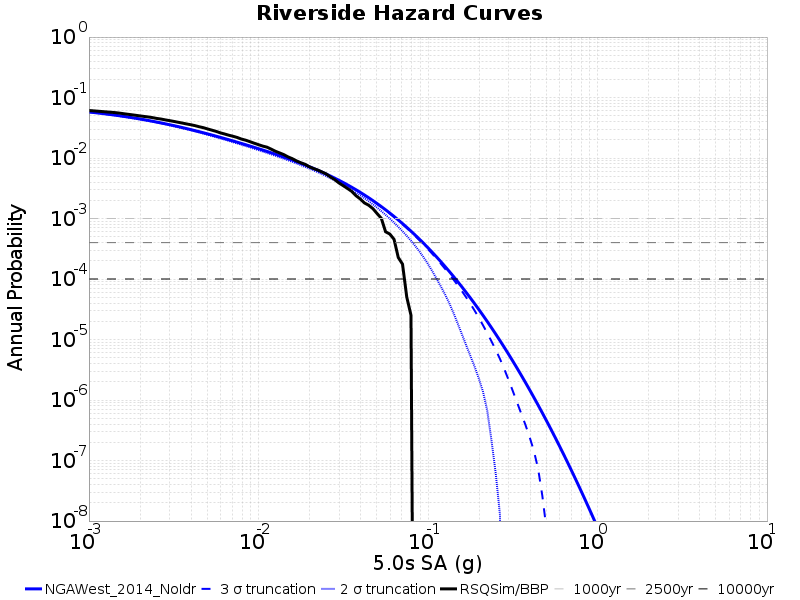 Riverside Hazard Curves
10^0
10^-1
10^-2
10^-3
10^-4
10^-5
10^-6
10^-7
10^-8
Annual Probability
10^-3 10^-2 10^-1 10^0 10^1
5.0s SA (g)
NGAWest_2014_NoIdr 3 σ truncation 2 σ truncation RSQSim/BBP 1000yr 2500yr 10000yr